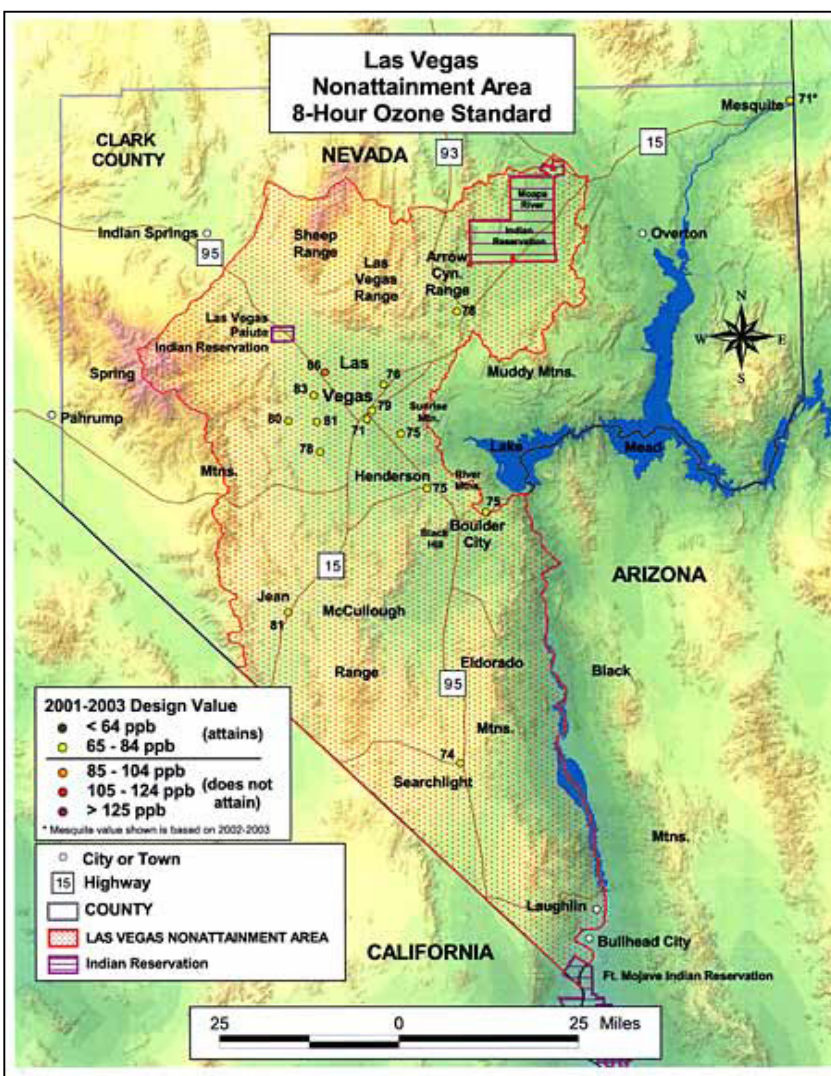 Las Vegas
Nonattainment Area
8-Hour Ozone Standard
Mesquite
71*
CLARK
COUNTY
NEVADA
93
15
Moapa
River
Indian
Reservation
Indian Springs
95
Sheep
Range
Las
Vegas
Range
Arrow
Cyn.
Range
Overton
N
W
E
S
78
Las Vegas
Paiute
Indian Reservation
86
Las
Vegas
76
Muddy Mtns.
Spring
83
79
Sunrise
Mtn.
Pahrump
80
81
71
75
78
Lake
Mead
Mtns.
Henderson
75
River
Mtns.
75
Boulder
City
Black
Hill
15
ARIZONA
Jean
81
McCullough
Range
Eldorado
Black
95
Mtns.
74
Searchlight
Mtns.
2001-2003 Design Value
< 64 ppb
(attains)
65 - 84 ppb
85 - 104 ppb
105 - 124 ppb
(does not
attain)
> 125 ppb
* Mesquite value shown is based on 2002-2003
City or Town
15
Highway
COUNTY
LAS VEGAS NONATTAINMENT AREA
Indian Reservation
Laughlin
Bullhead City
CALIFORNIA
Ft. Mojave Indian Reservation
25
0
25
Miles